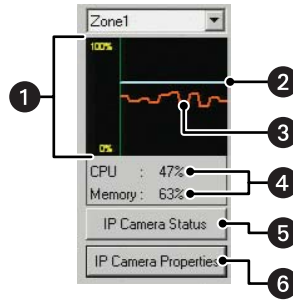 Zone1
100%
1
2
3
0%
CPU : 47%
Memory : 63%
4
IP Camera Status
5
IP Camera Properties
6